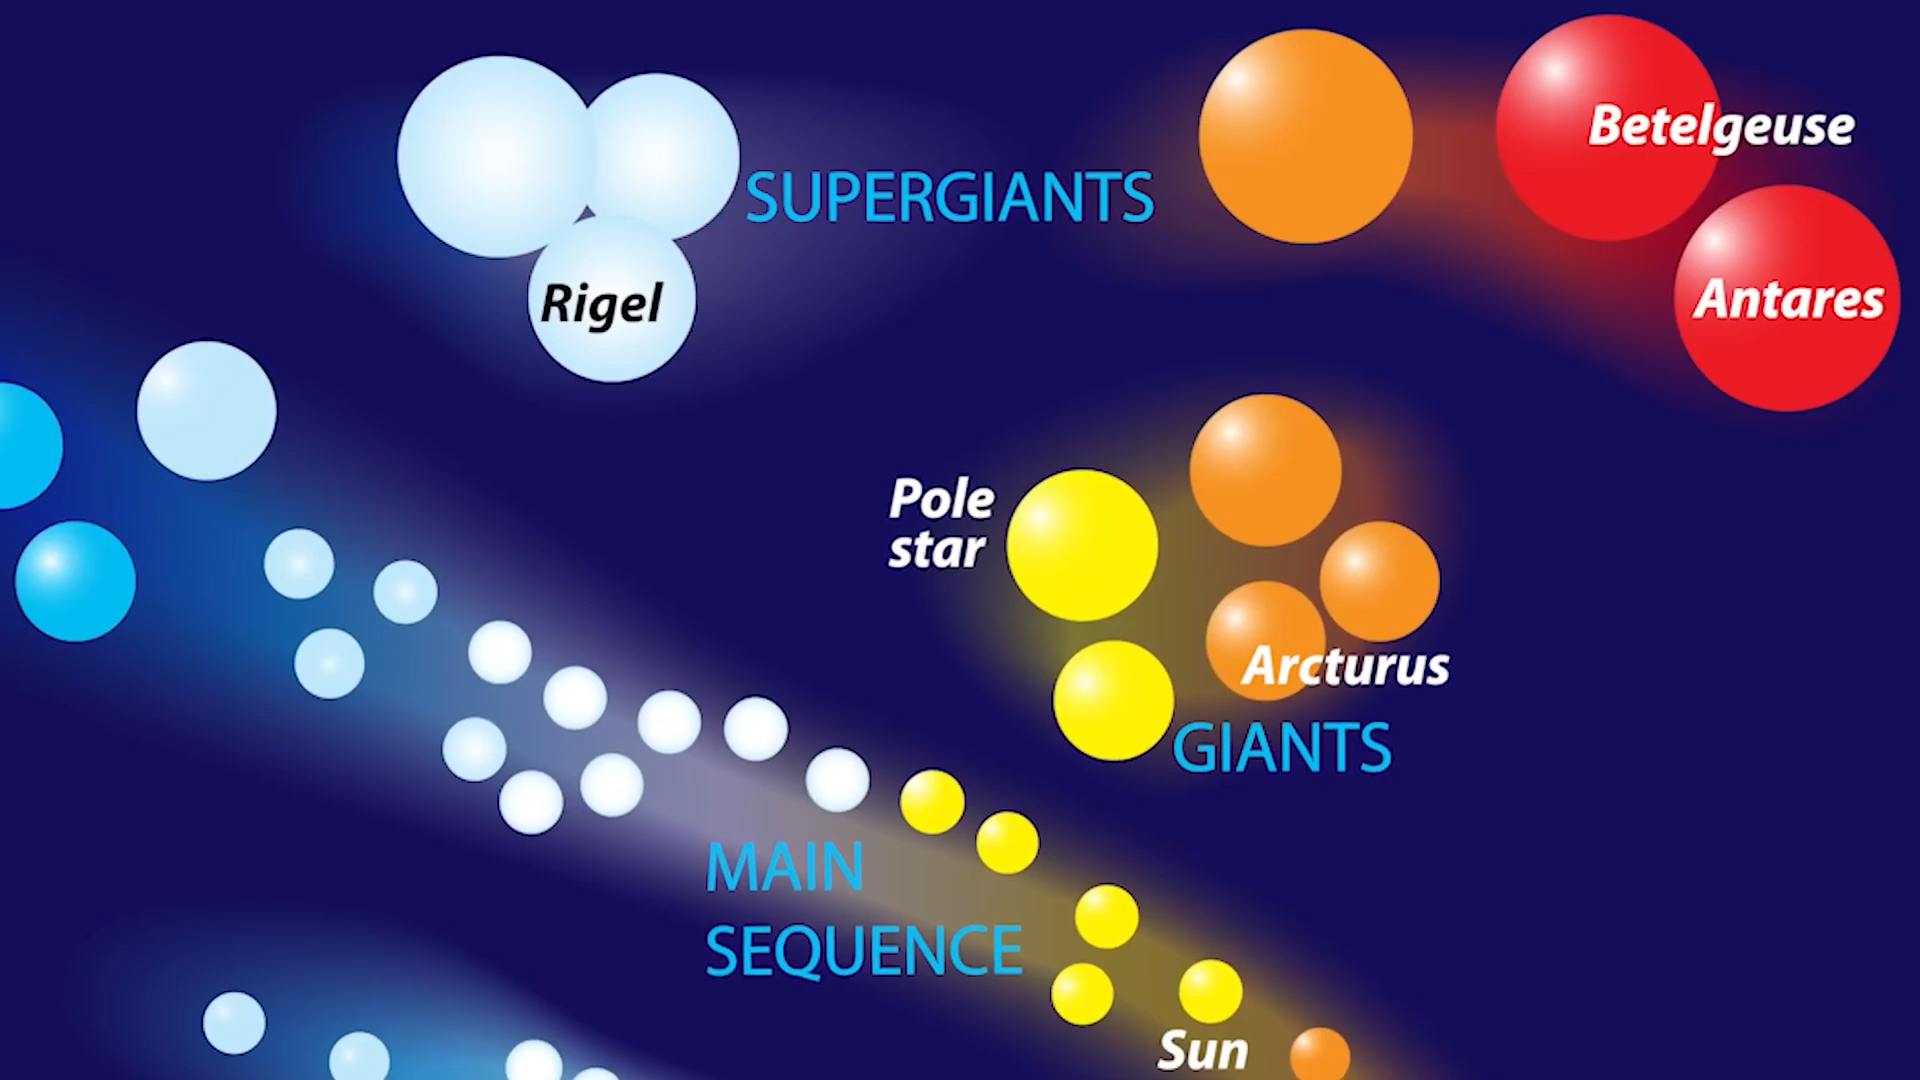 Betelgeuse
SUPERGIANTS
Rigel
Antares
Pole
star
Arcturus
GIANTS
MAIN
SEQUENCE
Sun